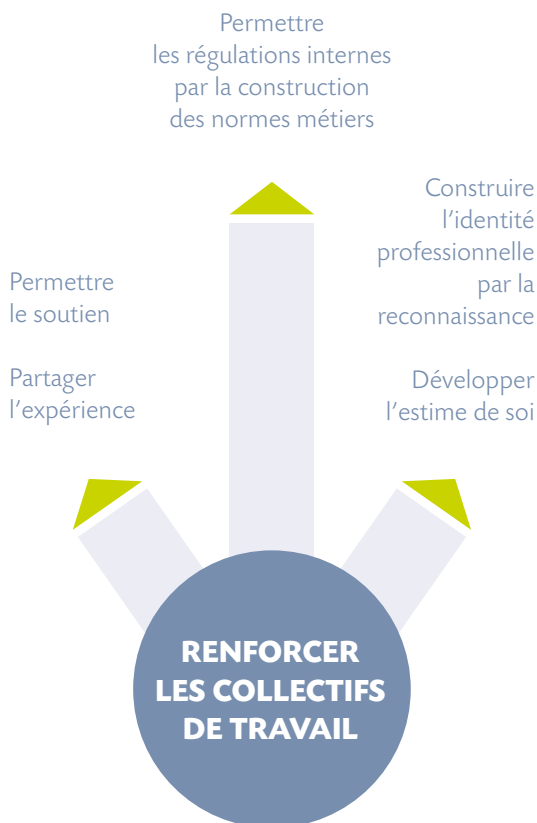 Permettre
les régulations internes
par la construction
des normes métiers
Construire
l'identité
professionnelle
par la
reconnaissance
Développer
l'estime de soi
Permettre
le soutien
Partager
l'expérience
RENFORCER
LES COLLECTIFS
DE TRAVAIL